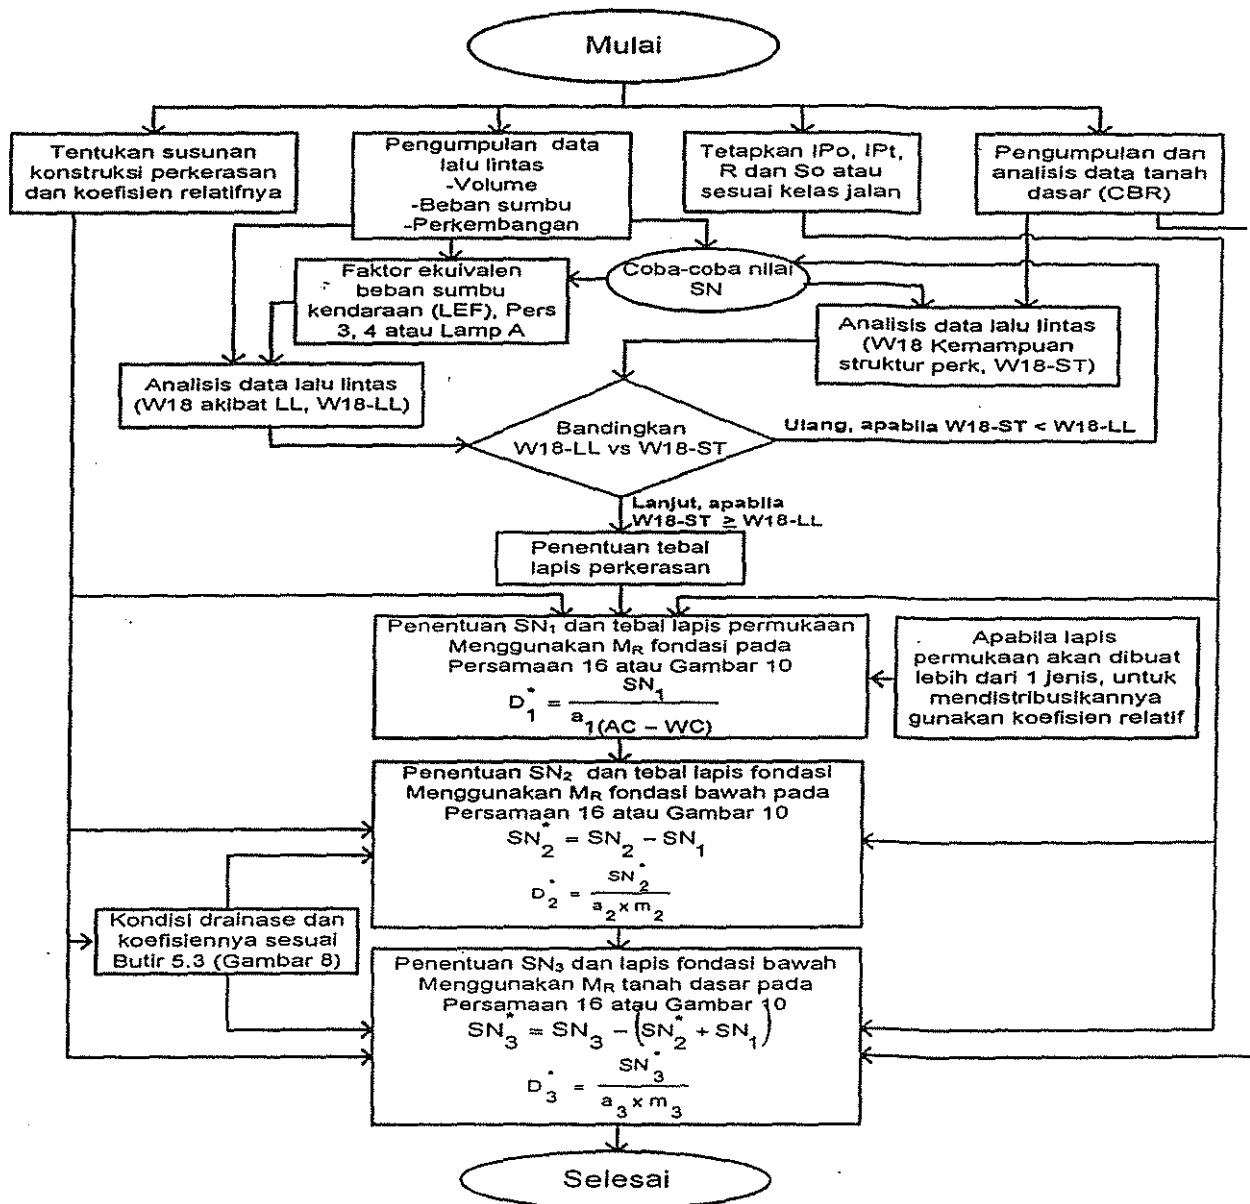 Mulai
Tentukan susunan
konstruksi perkerasan
dan koefisien relatifnya
Pengumpulan data
lalu lintas
-Volume
-Beban sumbu
-Perkembangan
Tetapkan IPo, IPt,
R dan So atau
sesuai kelas jalan
Pengumpulan dan
analisis data tanah
dasar (CBR)
Faktor ekuivalen
beban sumbu
kendaraan (LEF), Pers
3, 4 atau Lamp A
Coba-coba nilai
SN
Analisis data lalu lintas
(W18 Kemampuan
struktur perk, W18-ST)
Analisis data lalu lintas
(W18 akibat LL, W18-LL)
Bandingkan
W18-LL vs W18-ST
Ulang, apabila W18-ST < W18-LL
Lanjut, apabila
W18-ST ≥ W18-LL
Penentuan tebal
lapis perkerasan
Penentuan SN₁ dan tebal lapis permukaan
Menggunakan MR fondasi pada
Persamaan 16 atau Gambar 10
D₁* = SN₁ / a₁(AC – WC)
Apabila lapis
permukaan akan dibuat
lebih dari 1 jenis, untuk
mendistribusikannya
gunakan koefisien relatif
Penentuan SN₂ dan tebal lapis fondasi
Menggunakan MR fondasi bawah pada
Persamaan 16 atau Gambar 10
SN₂* = SN₂ – SN₁
D₂* = SN₂* / a₂ x m₂
Kondisi drainase dan
koefisiennya sesuai
Butir 5.3 (Gambar 8)
Penentuan SN₃ dan lapis fondasi bawah
Menggunakan MR tanah dasar pada
Persamaan 16 atau Gambar 10
SN₃* = SN₃ – (SN₂* + SN₁)
D₃* = SN₃* / a₃ x m₃
Selesai